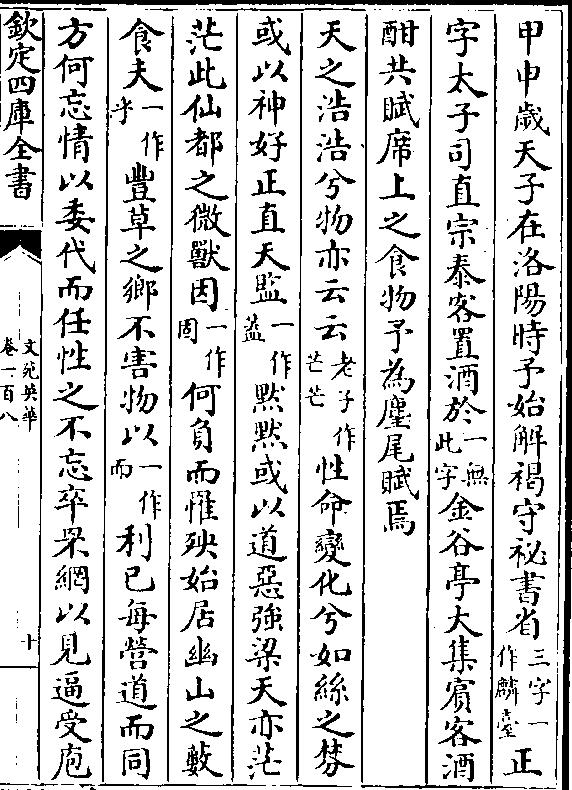 甲申歲天子在洛陽時予始解褐守祕書省三字一作麟臺正
字太子司直宗秦客置酒於一無此字金谷亭大集賓客酒
酣共賦席上之食物予為麈尾賦焉
天之浩浩兮物亦云云老子作芒芒性命變化兮如絲之棼
或以神好正直天監一作蓋黙黙或以道惡強梁天亦茫
茫此仙都之微獸因一作固何負而罹殃始居幽山之藪
食夫一作乎豐草之鄉不害物以一作而利已每營道而同
方何忘情以委代而任性之不忘卒罘網以見逼受庖
欽定四庫全書
文苑英華
卷一百八
十